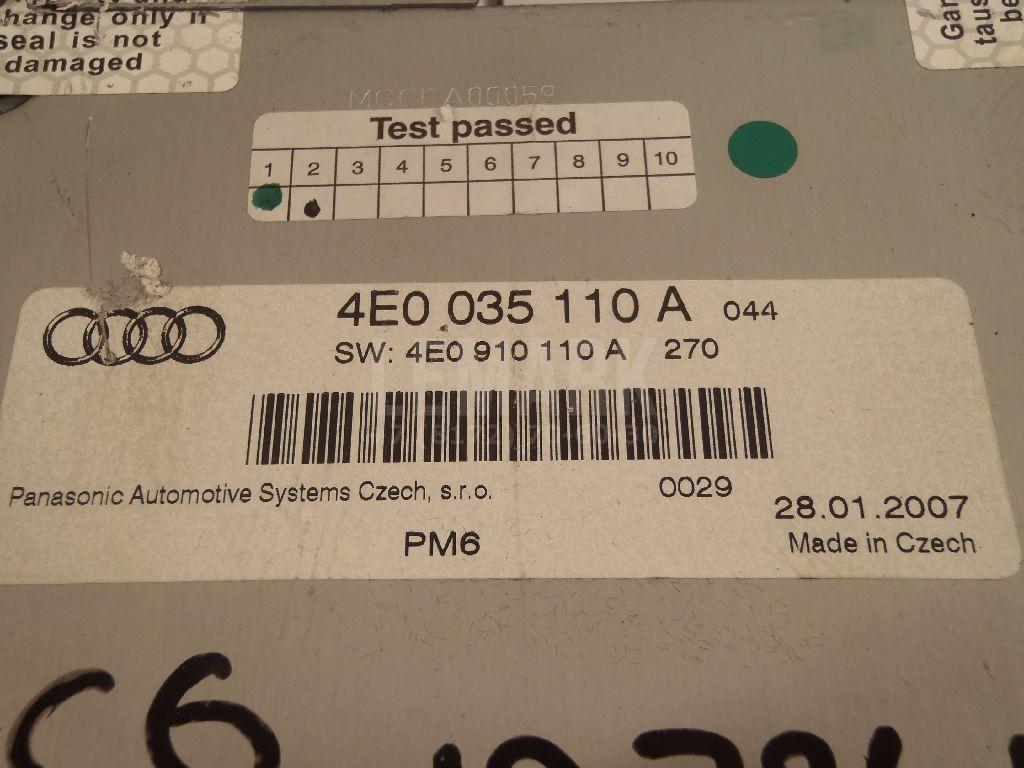 change only if
seal is not
damaged
MGCFA00059
Test passed
1 2 3 4 5 6 7 8 9 10
4E0 035 110 A 044
SW: 4E0 910 110 A 270
LEMARK
Panasonic Automotive Systems Czech, s.r.o.
0029
28.01.2007
PM6
Made in Czech
C6